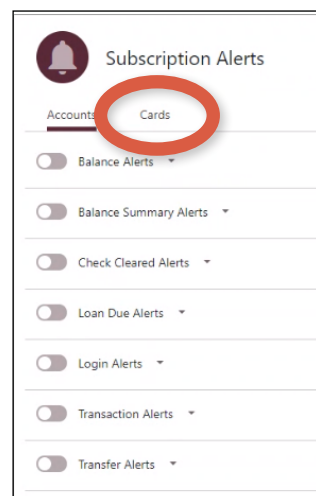 Subscription Alerts
Accounts Cards
Balance Alerts
Balance Summary Alerts
Check Cleared Alerts
Loan Due Alerts
Login Alerts
Transaction Alerts
Transfer Alerts